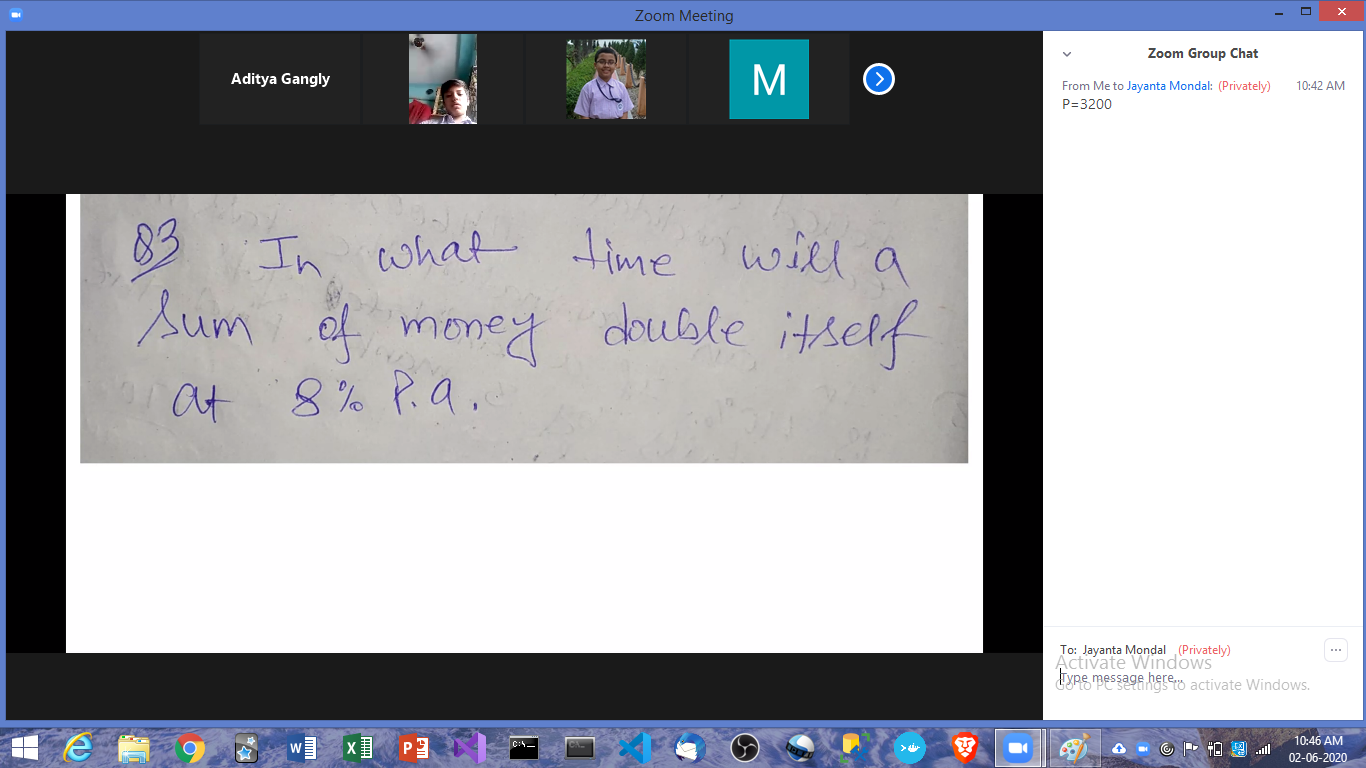 Zoom Meeting
Aditya Gangly
M
Zoom Group Chat
From Me to Jayanta Mondal: (Privately) 10:42 AM
P=3200
Q3 In what time will a
sum of money double itself
at 8% P.a.
To: Jayanta Mondal (Privately)
Activate Windows
Type message here...
Go to PC settings to activate Windows.
10:46 AM
02-06-2020